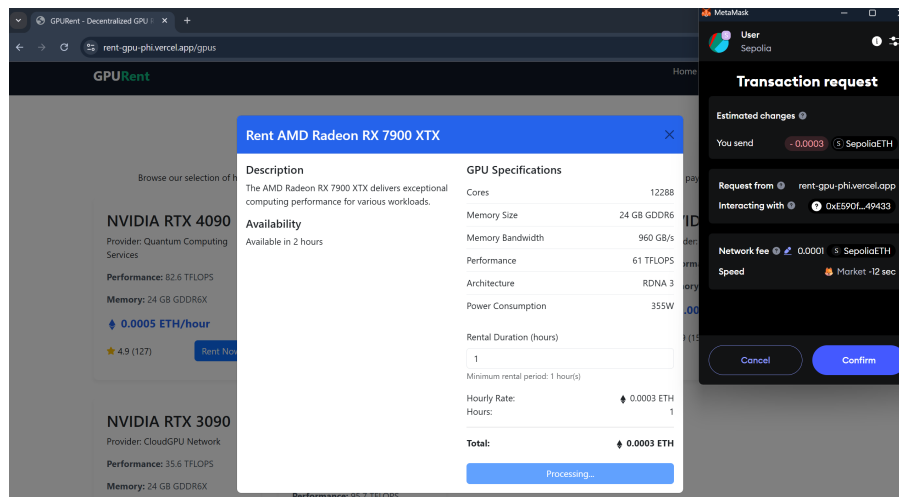 GPURent - Decentralized GPU
rent-gpu-phi.vercel.app/gpus
GPURent
Home
Browse our selection of h
pay
NVIDIA RTX 4090
Provider: Quantum Computing
Services
Performance: 82.6 TFLOPS
Memory: 24 GB GDDR6X
0.0005 ETH/hour
4.9 (127)
Rent Now
NVIDIA RTX 3090
Provider: CloudGPU Network
Performance: 35.6 TFLOPS
Memory: 24 GB GDDR6X
Rent AMD Radeon RX 7900 XTX
Description
The AMD Radeon RX 7900 XTX delivers exceptional
computing performance for various workloads.
Availability
Available in 2 hours
GPU Specifications
Cores 12288
Memory Size 24 GB GDDR6
Memory Bandwidth 960 GB/s
Performance 61 TFLOPS
Architecture RDNA 3
Power Consumption 355W
Rental Duration (hours)
1
Minimum rental period: 1 hour(s)
Hourly Rate: 0.0003 ETH
Hours: 1
Total: 0.0003 ETH
Processing...
MetaMask
User
Sepolia
Transaction request
Estimated changes
You send - 0.0003 S SepoliaETH
Request from rent-gpu-phi.vercel.app
Interacting with 0xE590f...49433
Network fee 0.0001 S SepoliaETH
Speed Market ~12 sec
Cancel
Confirm